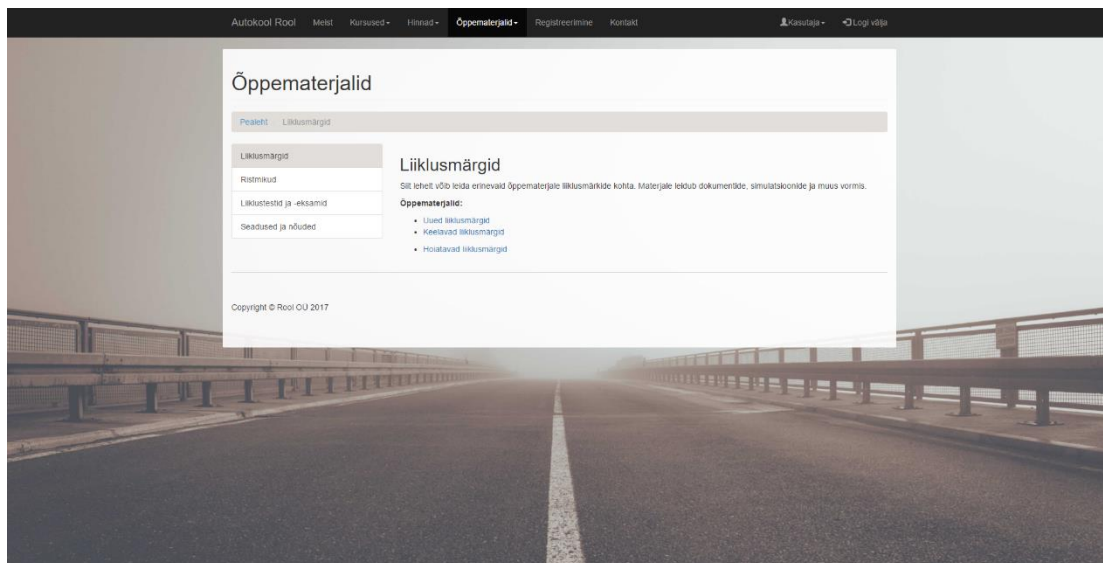 Autokool Rool Meist Kursused Hinnad Õppematerjalid Registreerimine Kontakt Kasutaja Logi välja
Õppematerjalid
Pealeht Liiklusmärgid
Liiklusmärgid
Ristmikud
Liiklustestid ja -eksamid
Seadused ja nõuded
Liiklusmärgid
Siit lehelt võib leida erinevaid õppematerjale liiklusmärkide kohta. Materjale leidub dokumentide, simulatsioonide ja muus vormis.
Õppematerjalid:
Uued liiklusmärgid
Keelavad liiklusmärgid
Hoiatavad liiklusmärgid
Copyright © Rool OÜ 2017